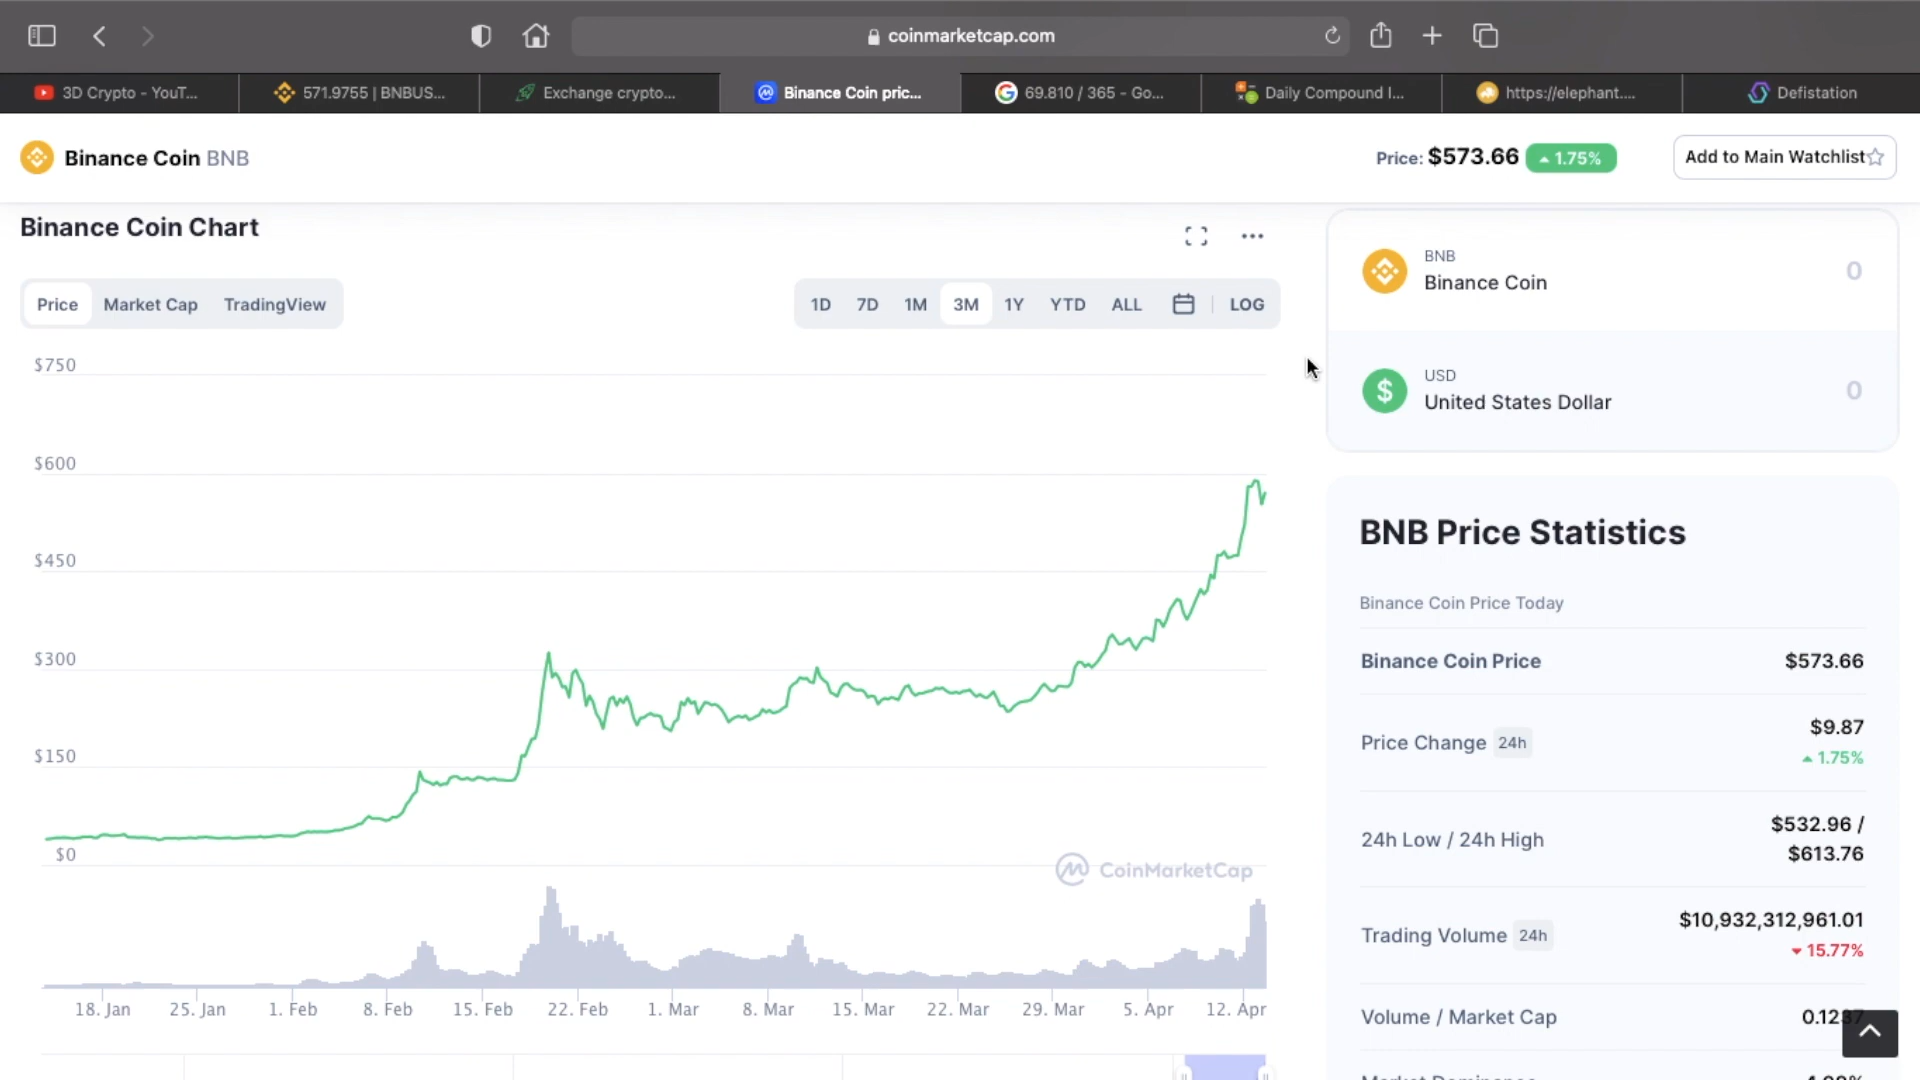 coinmarketcap.com
3D Crypto - YouT...
571.9755 | BNBUS...
Exchange crypto...
Binance Coin pric...
69.810 / 365 - Go...
Daily Compound I...
https://elephant....
Defistation
Binance Coin BNB
Price: $573.66 1.75%
Add to Main Watchlist
Binance Coin Chart
Price Market Cap TradingView
1D 7D 1M 3M 1Y YTD ALL LOG
$750
$600
$450
$300
$150
$0
CoinMarketCap
18. Jan 25. Jan 1. Feb 8. Feb 15. Feb 22. Feb 1. Mar 8. Mar 15. Mar 22. Mar 29. Mar 5. Apr 12. Apr
BNB
Binance Coin 0
USD
United States Dollar 0
BNB Price Statistics
Binance Coin Price Today
Binance Coin Price $573.66
Price Change 24h $9.87
1.75%
24h Low / 24h High $532.96 /
$613.76
Trading Volume 24h $10,932,312,961.01
15.77%
Volume / Market Cap